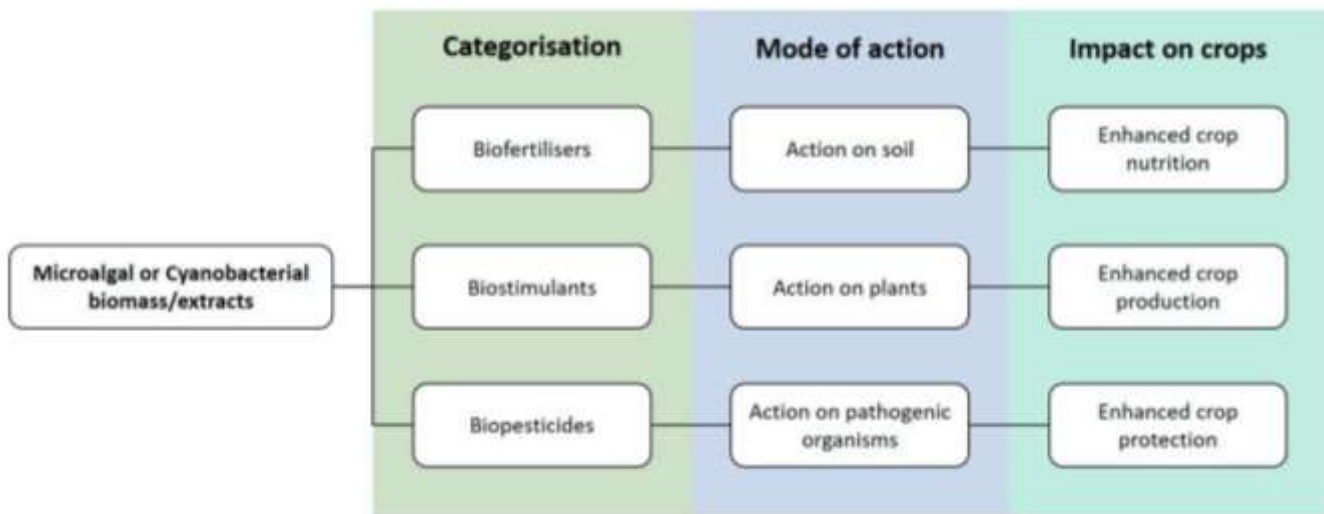 Categorisation
Mode of action
Impact on crops
Biofertilisers
Action on soil
Enhanced crop
nutrition
Microalgal or Cyanobacterial
biomass/extracts
Biostimulants
Action on plants
Enhanced crop
production
Biopesticides
Action on pathogenic
organisms
Enhanced crop
protection